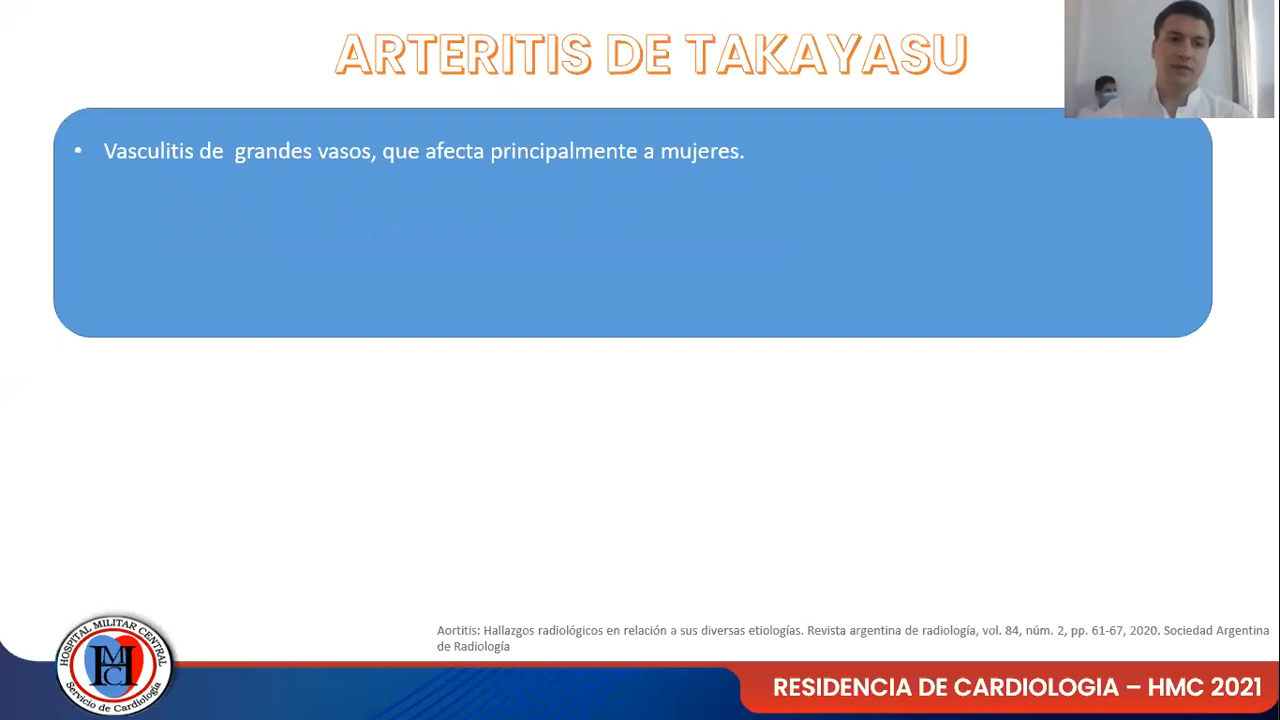 ARTERITIS DE TAKAYASU
• Vasculitis de  grandes vasos, que afecta principalmente a mujeres.
Aortitis: Hallazgos radiológicos en relación a sus diversas etiologías. Revista argentina de radiología, vol. 84, núm. 2, pp. 61-67, 2020. Sociedad Argentina
de Radiología
HOSPITAL MILITAR CENTRAL
HMC
Servicio de Cardiología
RESIDENCIA DE CARDIOLOGIA – HMC 2021